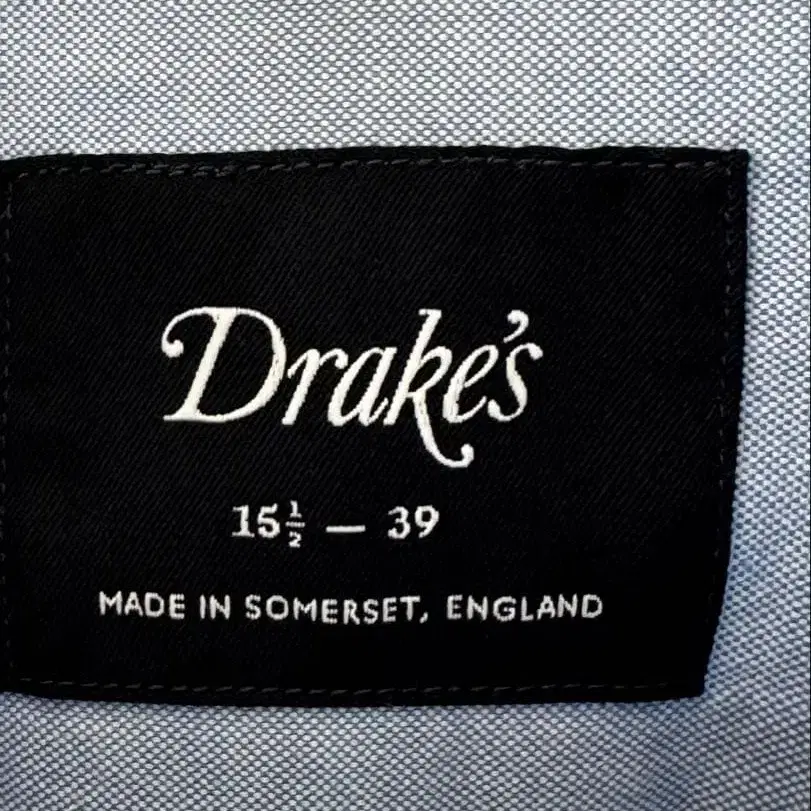 Drake's
15½ — 39
MADE IN SOMERSET, ENGLAND